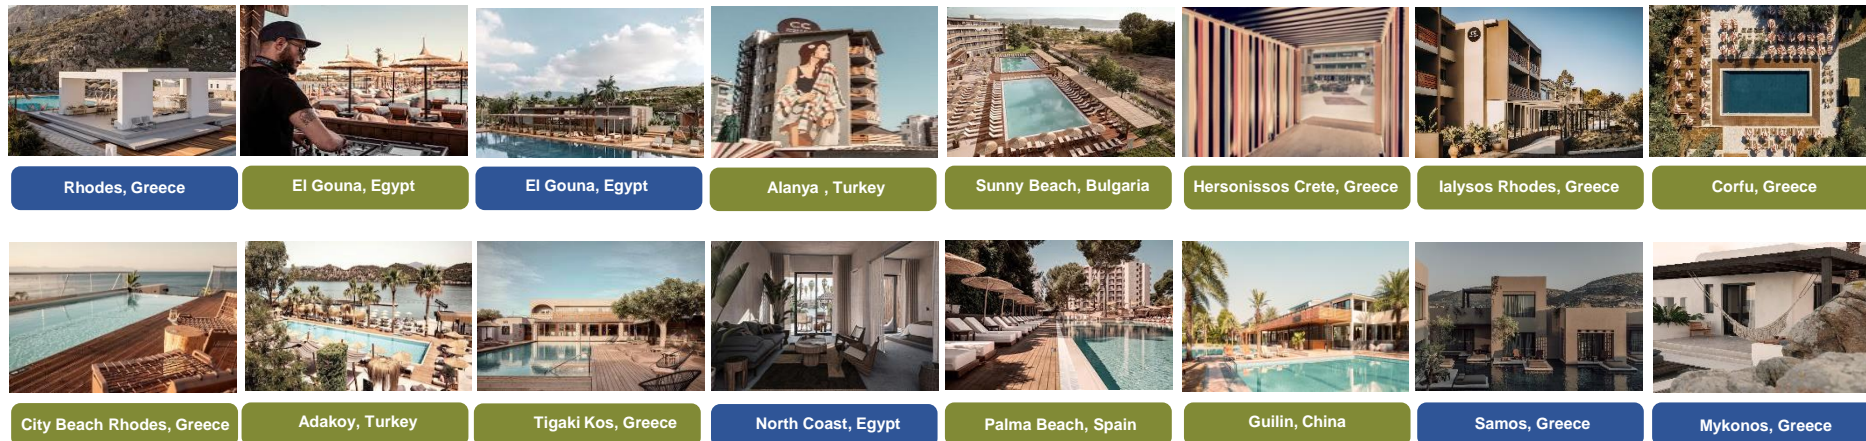 CC
Rhodes, Greece
El Gouna, Egypt
El Gouna, Egypt
Alanya , Turkey
Sunny Beach, Bulgaria
Hersonissos Crete, Greece
Ialysos Rhodes, Greece
Corfu, Greece
City Beach Rhodes, Greece
Adakoy, Turkey
Tigaki Kos, Greece
North Coast, Egypt
Palma Beach, Spain
Guilin, China
Samos, Greece
Mykonos, Greece